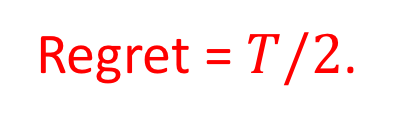 Regret = T/2.